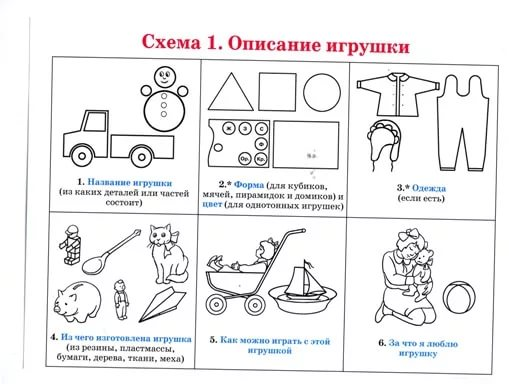 Схема 1. Описание игрушки
Ж З С
Ф
Ор. Кр.
1. Название игрушки
(из каких деталей или частей
состоит)
2.* Форма (для кубиков,
мячей, пирамидок и домиков) и
цвет (для однотонных игрушек)
3.* Одежда
(если есть)
4. Из чего изготовлена игрушка
(из резины, пластмассы,
бумаги, дерева, ткани, меха)
5. Как можно играть с этой
игрушкой
6. За что я люблю
игрушку